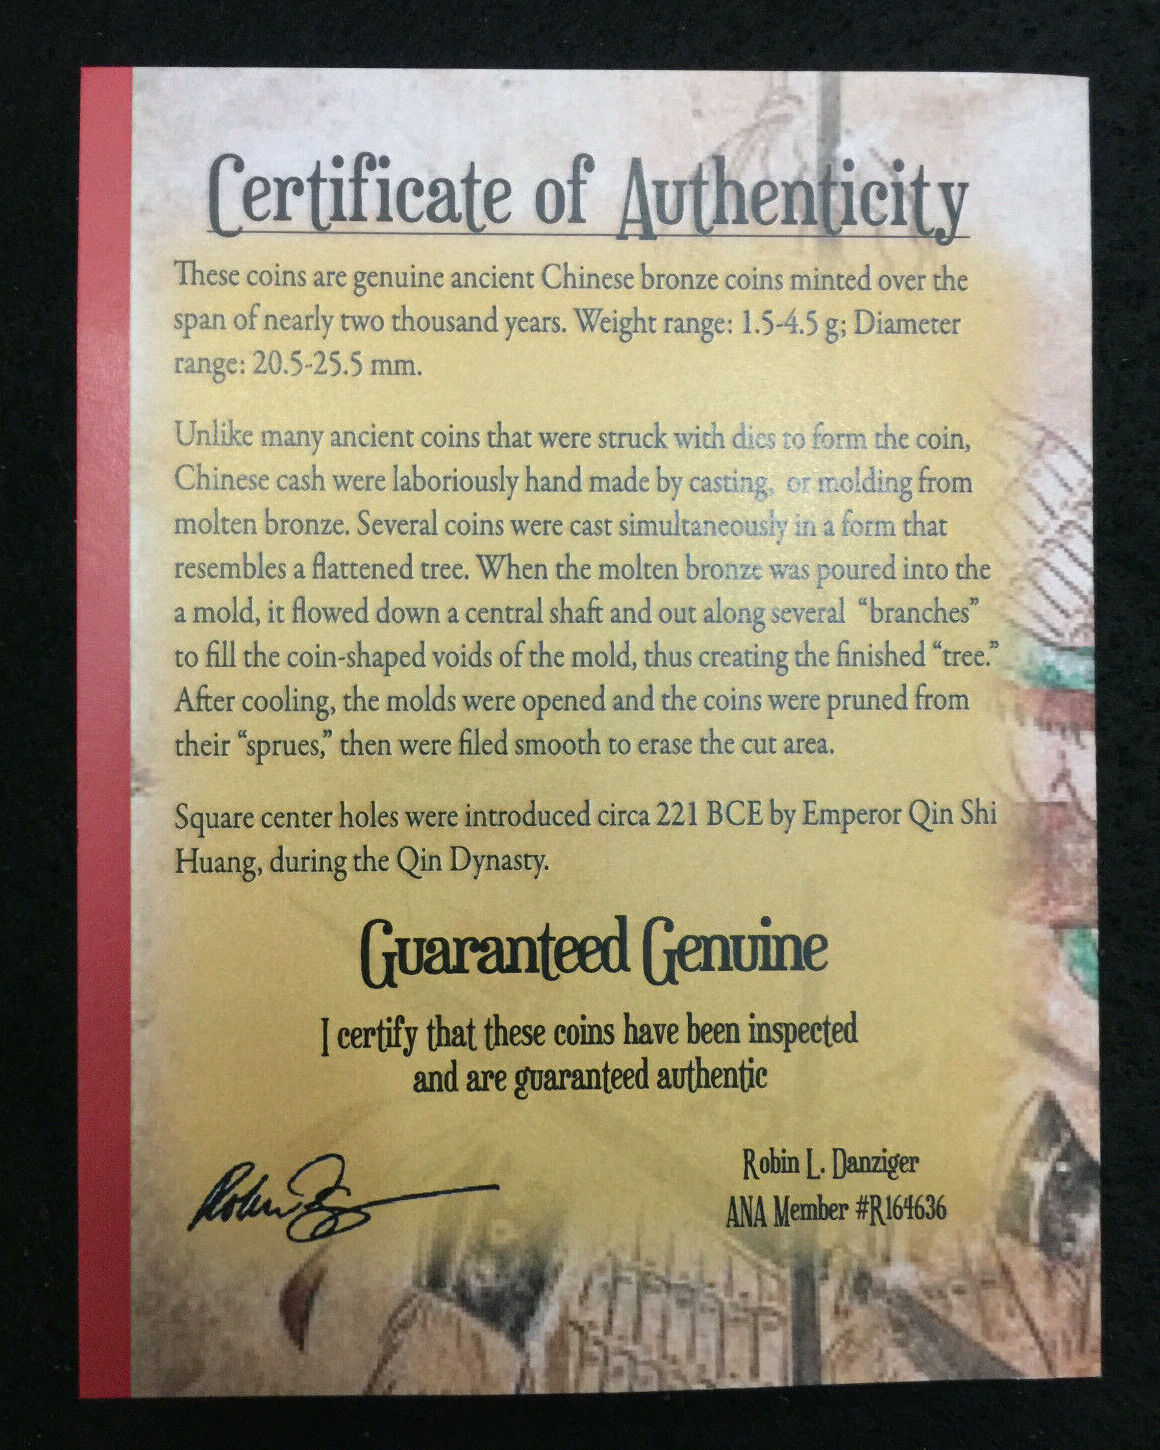 Certificate of Authenticity
These coins are genuine ancient Chinese bronze coins minted over the
span of nearly two thousand years. Weight range: 1.5-4.5 g; Diameter
range: 20.5-25.5 mm.
Unlike many ancient coins that were struck with dies to form the coin,
Chinese cash were laboriously hand made by casting, or molding from
molten bronze. Several coins were cast simultaneously in a form that
resembles a flattened tree. When the molten bronze was poured into the
a mold, it flowed down a central shaft and out along several “branches”
to fill the coin-shaped voids of the mold, thus creating the finished “tree.”
After cooling, the molds were opened and the coins were pruned from
their “sprues,” then were filed smooth to erase the cut area.
Square center holes were introduced circa 221 BCE by Emperor Qin Shi
Huang, during the Qin Dynasty.
Guaranteed Genuine
I certify that these coins have been inspected
and are guaranteed authentic
Robin L. Danziger
ANA Member #R164636